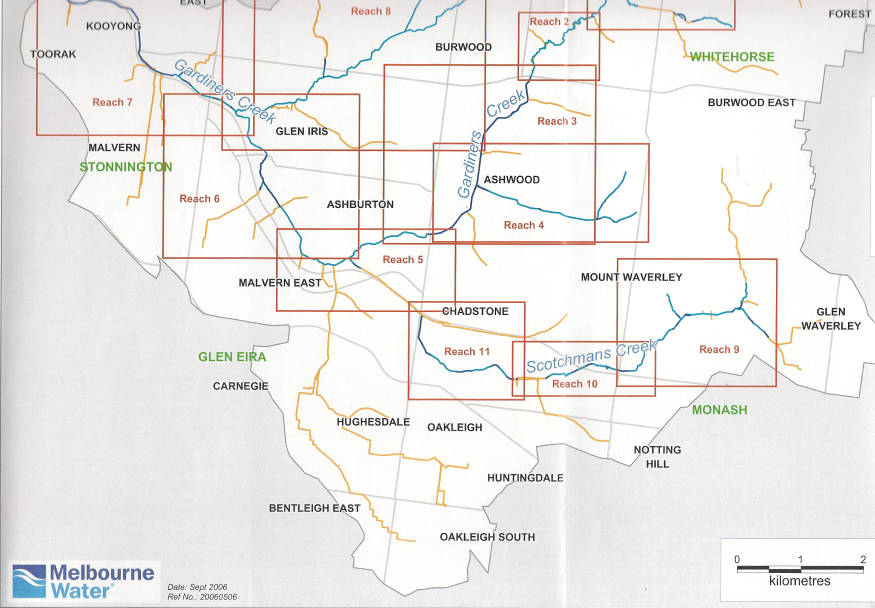 EAST
KOOYONG
Reach 8
Reach 2
FOREST
TOORAK
BURWOOD
WHITEHORSE
Gardiners Creek
Reach 7
Gardiners Creek
Reach 3
BURWOOD EAST
GLEN IRIS
MALVERN
STONNINGTON
ASHWOOD
Reach 6
ASHBURTON
Reach 4
Reach 5
MALVERN EAST
MOUNT WAVERLEY
CHADSTONE
GLEN
WAVERLEY
GLEN EIRA
Reach 11
Scotchmans Creek
Reach 9
CARNEGIE
Reach 10
MONASH
HUGHESDALE
OAKLEIGH
NOTTING
HILL
HUNTINGDALE
BENTLEIGH EAST
OAKLEIGH SOUTH
0 1 2
kilometres
Melbourne
Water
Date: Sept 2006
Ref No.: 20060506